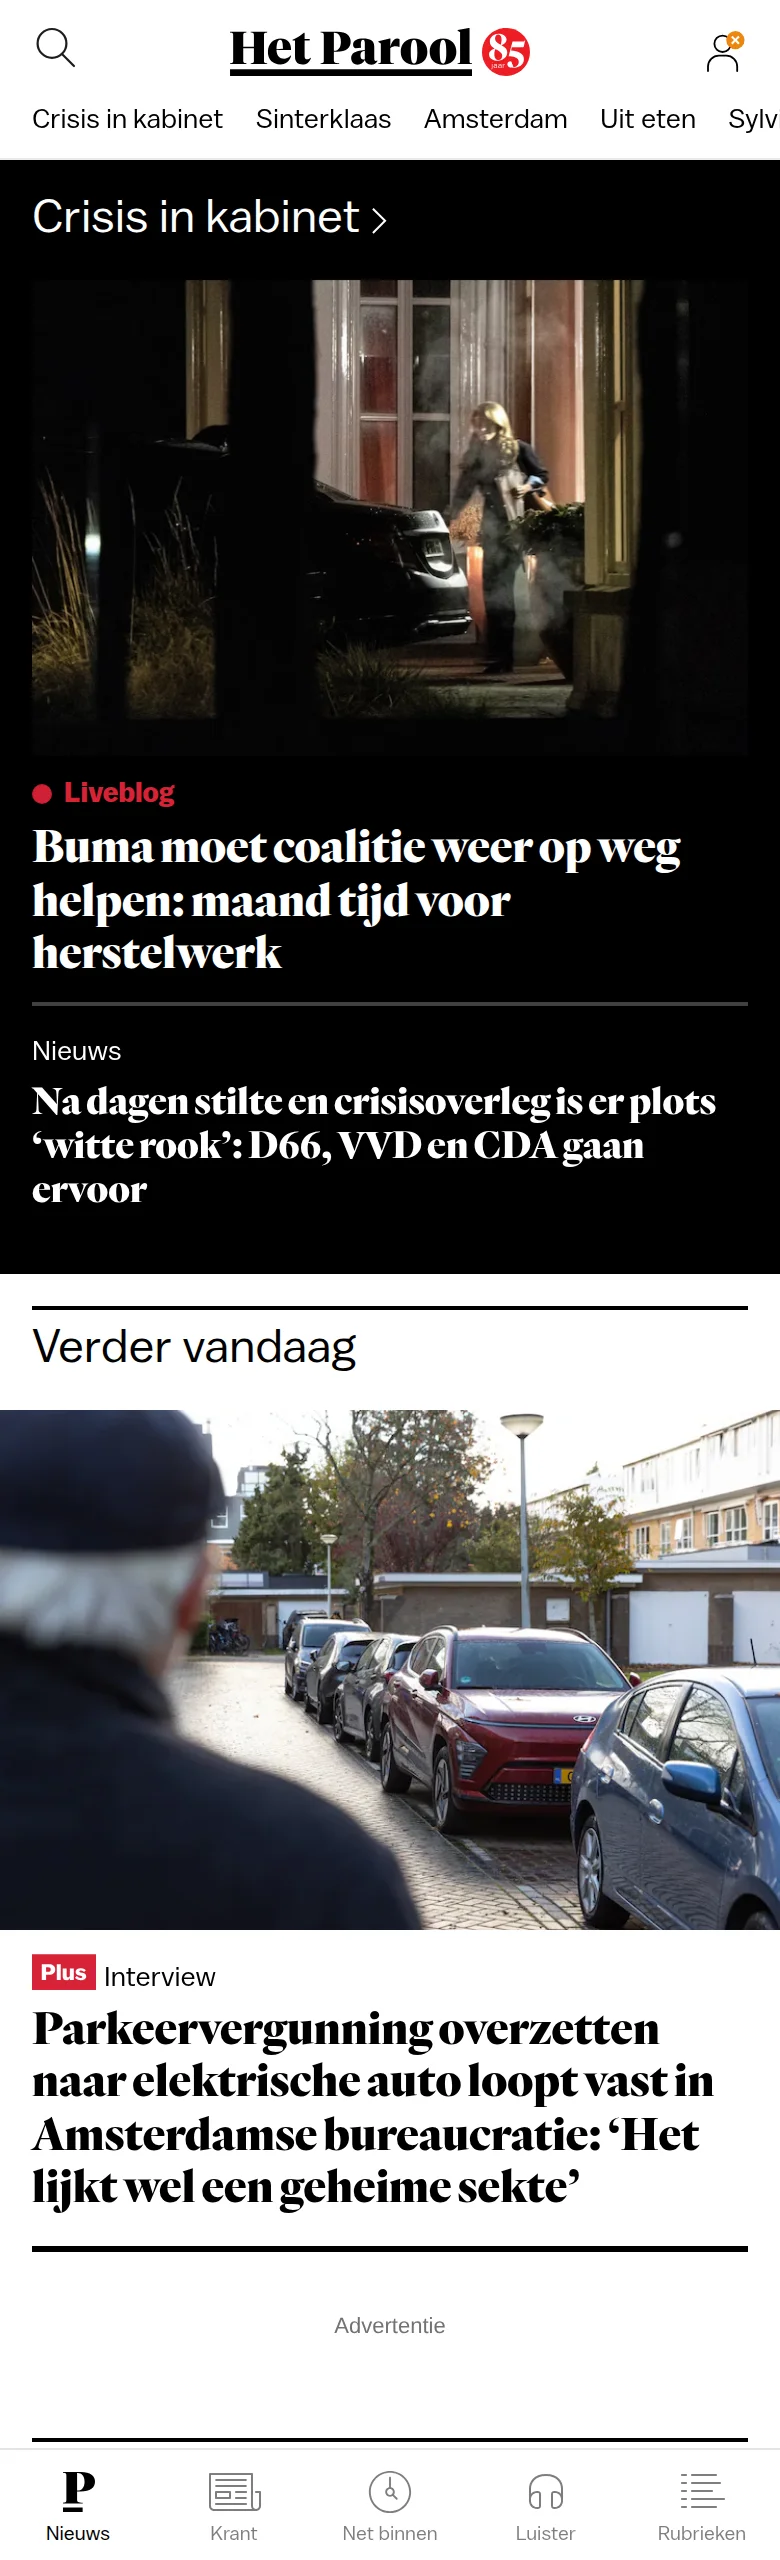 Het Parool 85 jaar
Crisis in kabinet Sinterklaas Amsterdam Uit eten Sylvi
Crisis in kabinet
Liveblog
Buma moet coalitie weer op weg
helpen: maand tijd voor
herstelwerk
Nieuws
Na dagen stilte en crisisoverleg is er plots
‘witte rook’: D66, VVD en CDA gaan
ervoor
Verder vandaag
Plus Interview
Parkeervergunning overzetten
naar elektrische auto loopt vast in
Amsterdamse bureaucratie: ‘Het
lijkt wel een geheime sekte’
Advertentie
P
Nieuws Krant Net binnen Luister Rubrieken